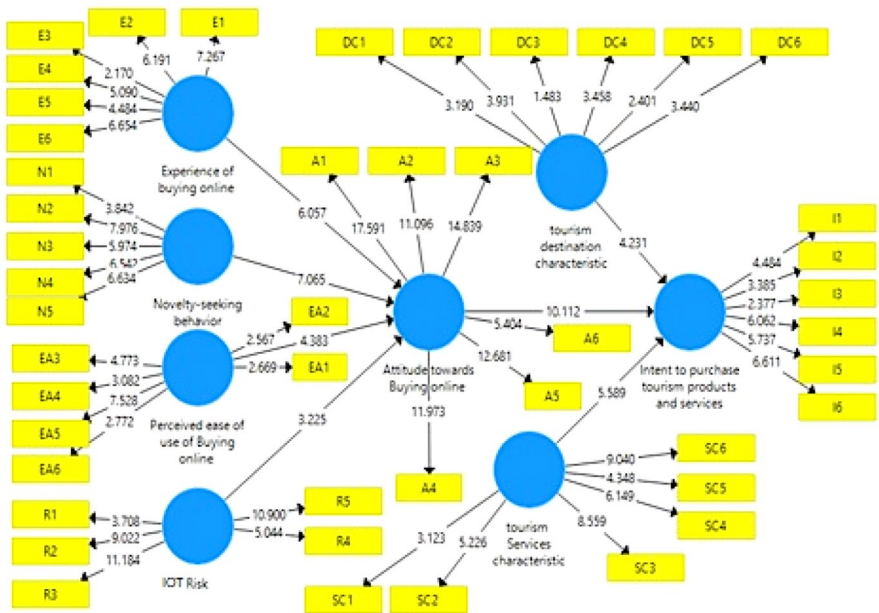 E3
E2
E1
E4
E5
E6
7.267
6.191
2.170
5.090
4.484
6.654
Experience of
buying online
N1
N2
N3
N4
N5
3.842
7.976
5.974
6.542
6.634
Novelty-seeking
behavior
EA2
EA1
EA3
EA4
EA5
EA6
2.567
2.669
4.773
3.082
7.528
2.772
Perceived ease of
use of Buying
online
R1
R2
R3
R5
R4
3.708
9.022
11.184
10.900
5.044
IOT Risk
6.057
7.065
4.383
3.225
A1
A2
A3
17.591
11.096
14.839
Attitude towards
Buying online
5.404
A6
12.681
A5
11.973
A4
10.112
DC1
DC2
DC3
DC4
DC5
DC6
3.190
3.931
1.483
3.458
2.401
3.440
tourism
destination
characteristic
4.231
I1
I2
I3
I4
I5
I6
4.484
3.385
2.377
6.062
5.737
6.611
Intent to purchase
tourism products
and services
5.589
SC6
SC5
SC4
SC3
SC1
SC2
9.040
4.348
6.149
8.559
3.123
5.226
tourism
Services
characteristic